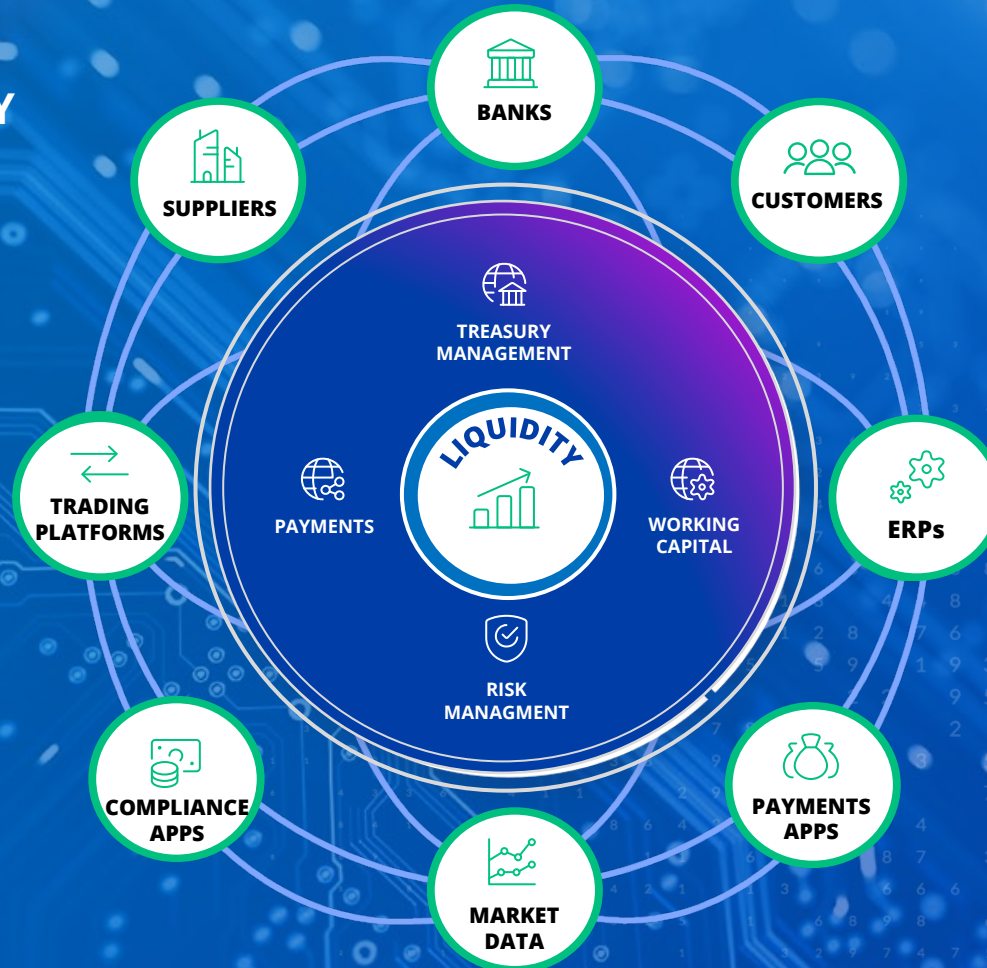 Y
BANKS
SUPPLIERS
CUSTOMERS
TREASURY
MANAGEMENT
LIQUIDITY
TRADING
PLATFORMS
PAYMENTS
WORKING
CAPITAL
ERPs
RISK
MANAGMENT
COMPLIANCE
APPS
PAYMENTS
APPS
MARKET
DATA